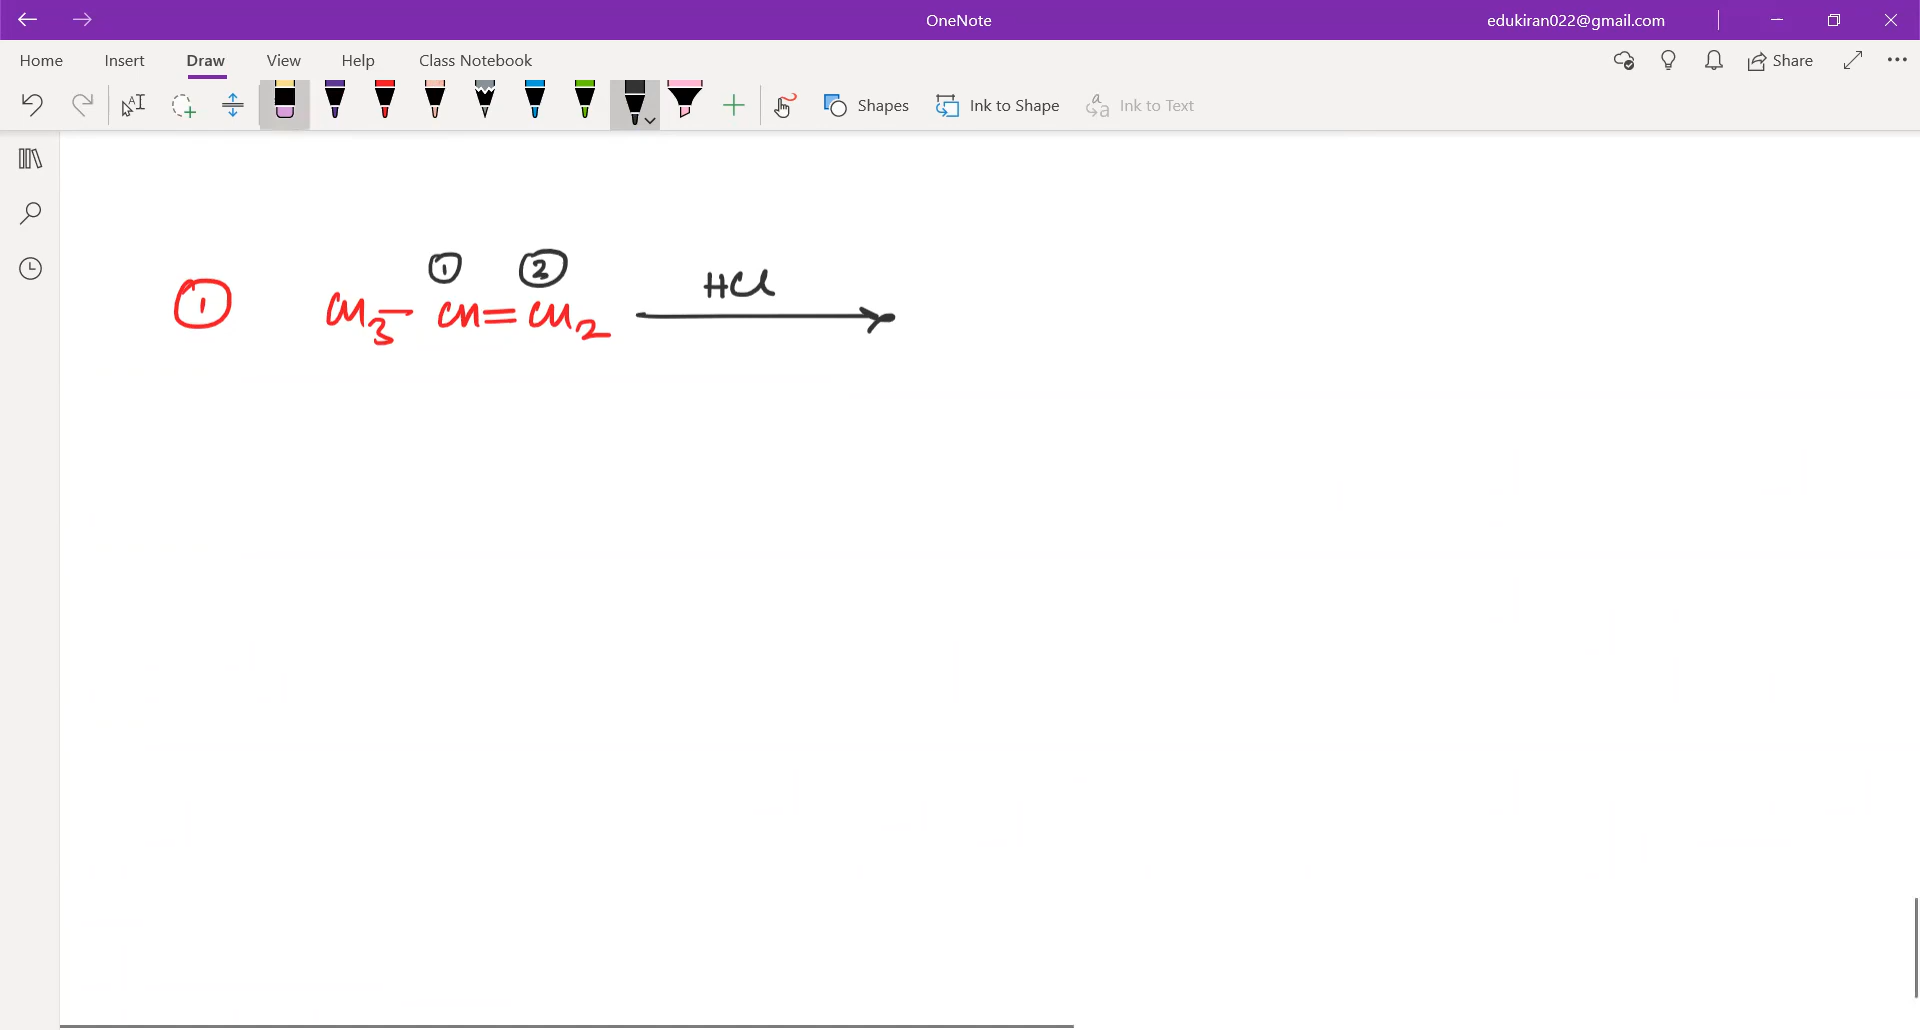 OneNote
edukiran022@gmail.com
Home Insert Draw View Help Class Notebook
Share
Shapes Ink to Shape Ink to Text
① ②
① CH3 - CH = CH2 HCl